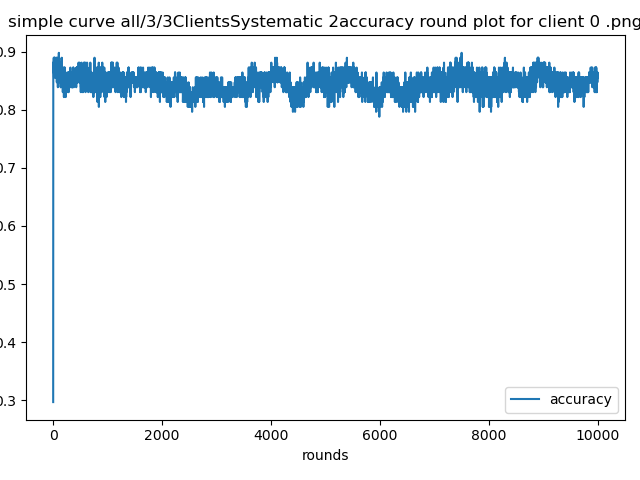 simple curve all/3/3ClientsSystematic 2accuracy round plot for client 0 .png
0.9
0.8
0.7
0.6
0.5
0.4
0.3
accuracy
0 2000 4000 6000 8000 10000
rounds